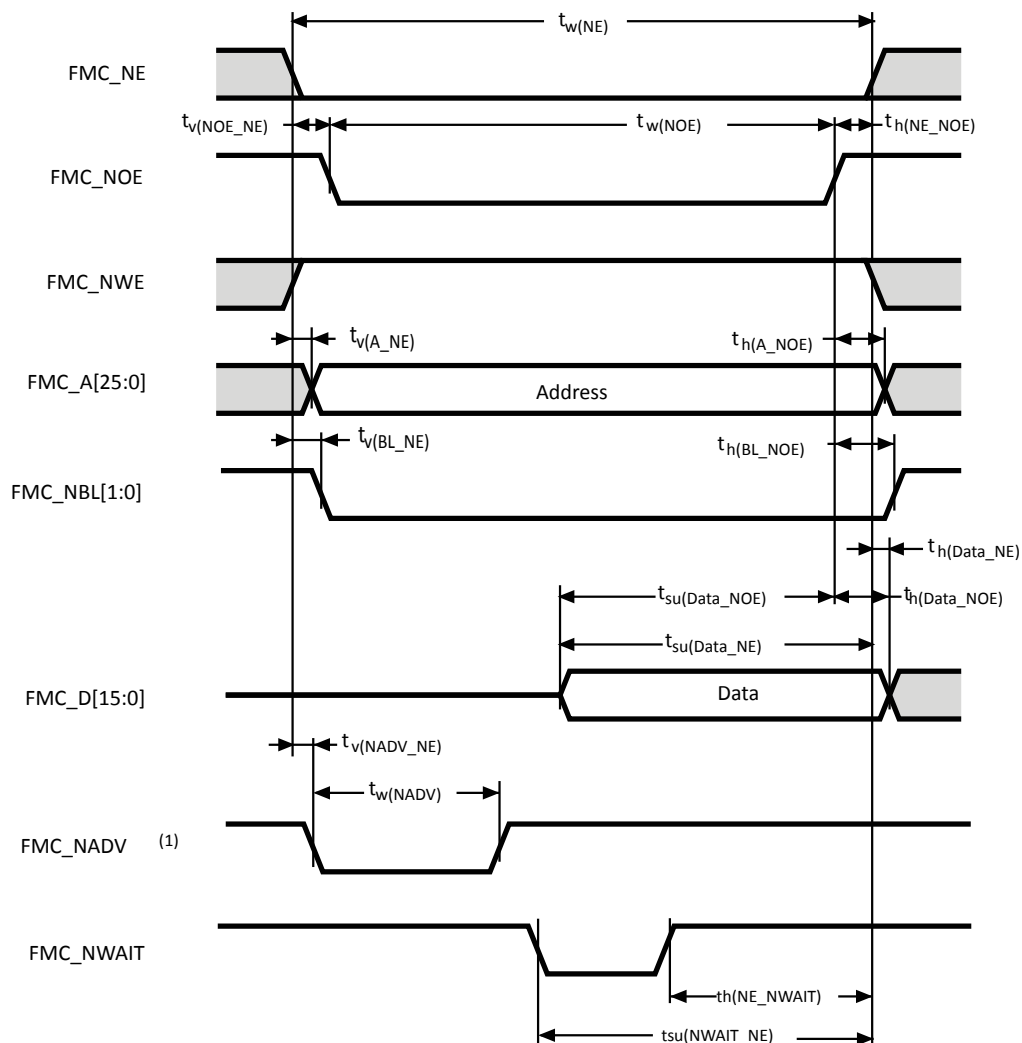 tw(NE)
FMC_NE
tv(NOE_NE)
tw(NOE)
th(NE_NOE)
FMC_NOE
FMC_NWE
tv(A_NE)
th(A_NOE)
FMC_A[25:0]
Address
tv(BL_NE)
th(BL_NOE)
FMC_NBL[1:0]
th(Data_NE)
tsu(Data_NOE)
th(Data_NOE)
tsu(Data_NE)
FMC_D[15:0]
Data
tv(NADV_NE)
tw(NADV)
FMC_NADV (1)
FMC_NWAIT
th(NE_NWAIT)
tsu(NWAIT_NE)